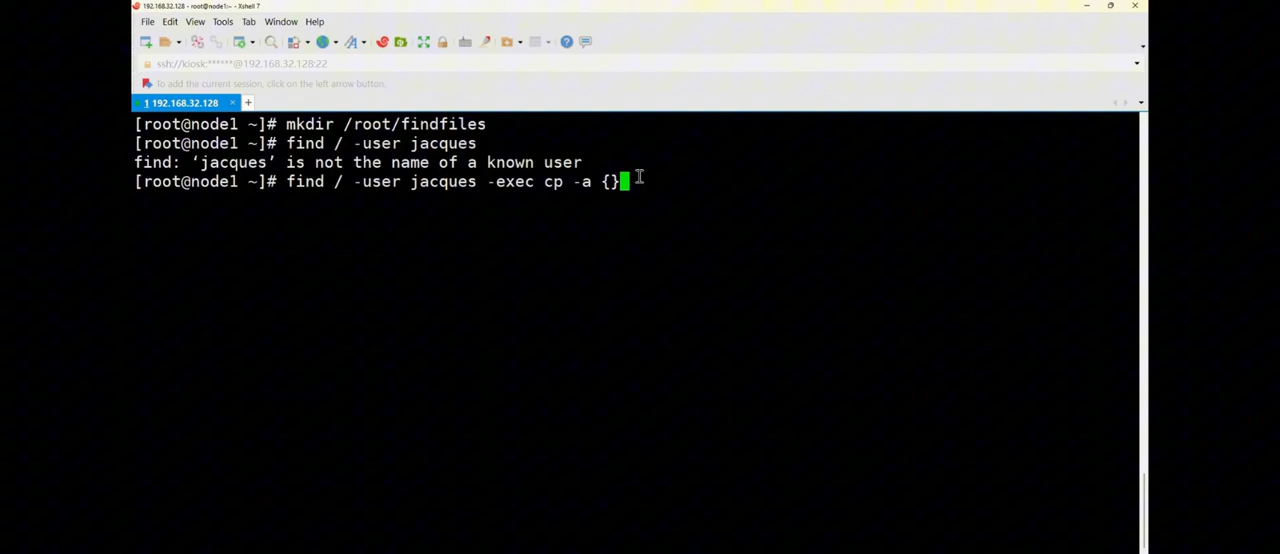 192.168.32.128 - root@node1:~ - Xshell 7
File Edit View Tools Tab Window Help
ssh://kiosk:******@192.168.32.128:22
To add the current session, click on the left arrow button.
1 192.168.32.128 × +
[root@node1 ~]# mkdir /root/findfiles
[root@node1 ~]# find / -user jacques
find: ‘jacques’ is not the name of a known user
[root@node1 ~]# find / -user jacques -exec cp -a {}